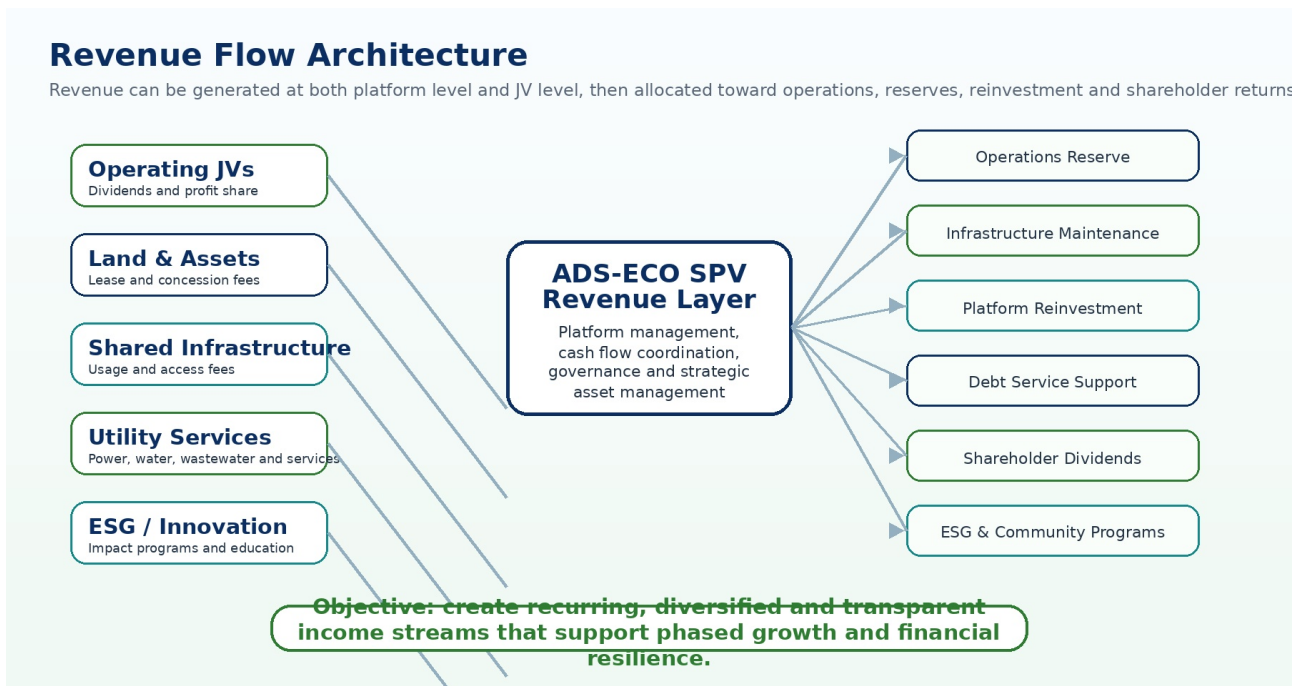 Revenue Flow Architecture
Revenue can be generated at both platform level and JV level, then allocated toward operations, reserves, reinvestment and shareholder returns
Operating JVs
Dividends and profit share
Land & Assets
Lease and concession fees
Shared Infrastructure
Usage and access fees
Utility Services
Power, water, wastewater and services
ESG / Innovation
Impact programs and education
ADS-ECO SPV
Revenue Layer
Platform management,
cash flow coordination,
governance and strategic
asset management
Operations Reserve
Infrastructure Maintenance
Platform Reinvestment
Debt Service Support
Shareholder Dividends
ESG & Community Programs
Objective: create recurring, diversified and transparent
income streams that support phased growth and financial
resilience.